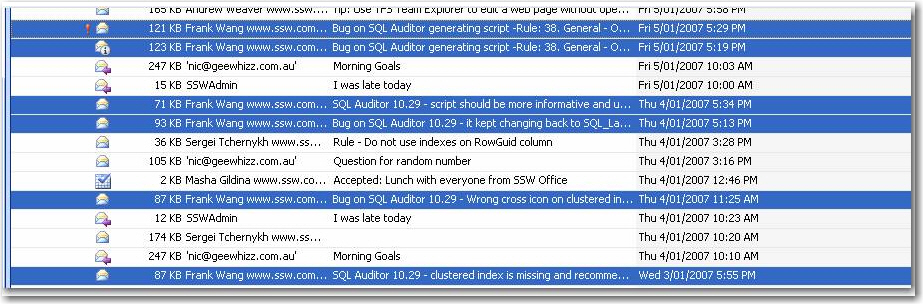 165 KB Andrew Weaver www.ssw.com... Tip: Use TFS Team Explorer to edit a web page without ope... Fri 5/01/2007 5:58 PM
121 KB Frank Wang www.ssw.com... Bug on SQL Auditor generating script -Rule: 38. General - O... Fri 5/01/2007 5:29 PM
123 KB Frank Wang www.ssw.com... Bug on SQL Auditor generating script -Rule: 38. General - O... Fri 5/01/2007 5:19 PM
247 KB 'nic@geewhizz.com.au' Morning Goals Fri 5/01/2007 10:03 AM
15 KB SSWAdmin I was late today Fri 5/01/2007 10:00 AM
71 KB Frank Wang www.ssw.com... SQL Auditor 10.29 - script should be more informative and u... Thu 4/01/2007 5:34 PM
93 KB Frank Wang www.ssw.com... Bug on SQL Auditor 10.29 - it kept changing back to SQL_La... Thu 4/01/2007 5:13 PM
36 KB Sergei Tchernykh www.ssw... Rule - Do not use indexes on RowGuid column Thu 4/01/2007 3:28 PM
105 KB 'nic@geewhizz.com.au' Question for random number Thu 4/01/2007 3:16 PM
2 KB Masha Gildina www.ssw.co... Accepted: Lunch with everyone from SSW Office Thu 4/01/2007 12:46 PM
87 KB Frank Wang www.ssw.com... Bug on SQL Auditor 10.29 - Wrong cross icon on clustered in... Thu 4/01/2007 11:25 AM
12 KB SSWAdmin I was late today Thu 4/01/2007 10:23 AM
174 KB Sergei Tchernykh www.ss... Thu 4/01/2007 10:20 AM
247 KB 'nic@geewhizz.com.au' Morning Goals Thu 4/01/2007 10:10 AM
87 KB Frank Wang www.ssw.com... SQL Auditor 10.29 - clustered index is missing and recomme... Wed 3/01/2007 5:55 PM